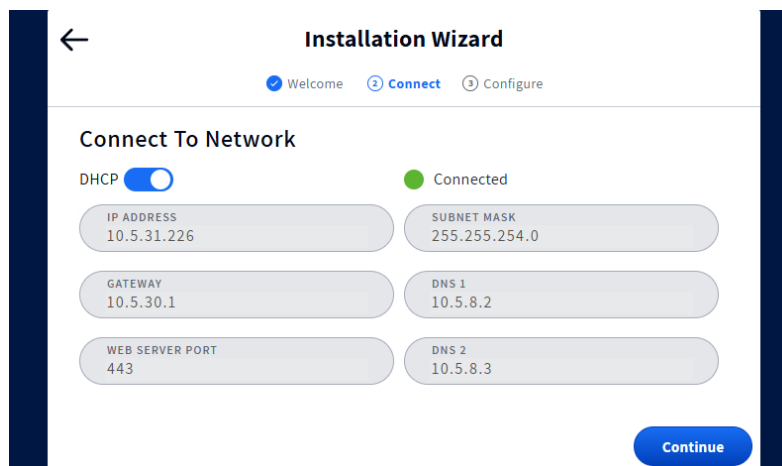 Installation Wizard
Welcome 2 Connect 3 Configure
Connect To Network
DHCP Connected
IP ADDRESS SUBNET MASK
10.5.31.226 255.255.254.0
GATEWAY DNS 1
10.5.30.1 10.5.8.2
WEB SERVER PORT DNS 2
443 10.5.8.3
Continue